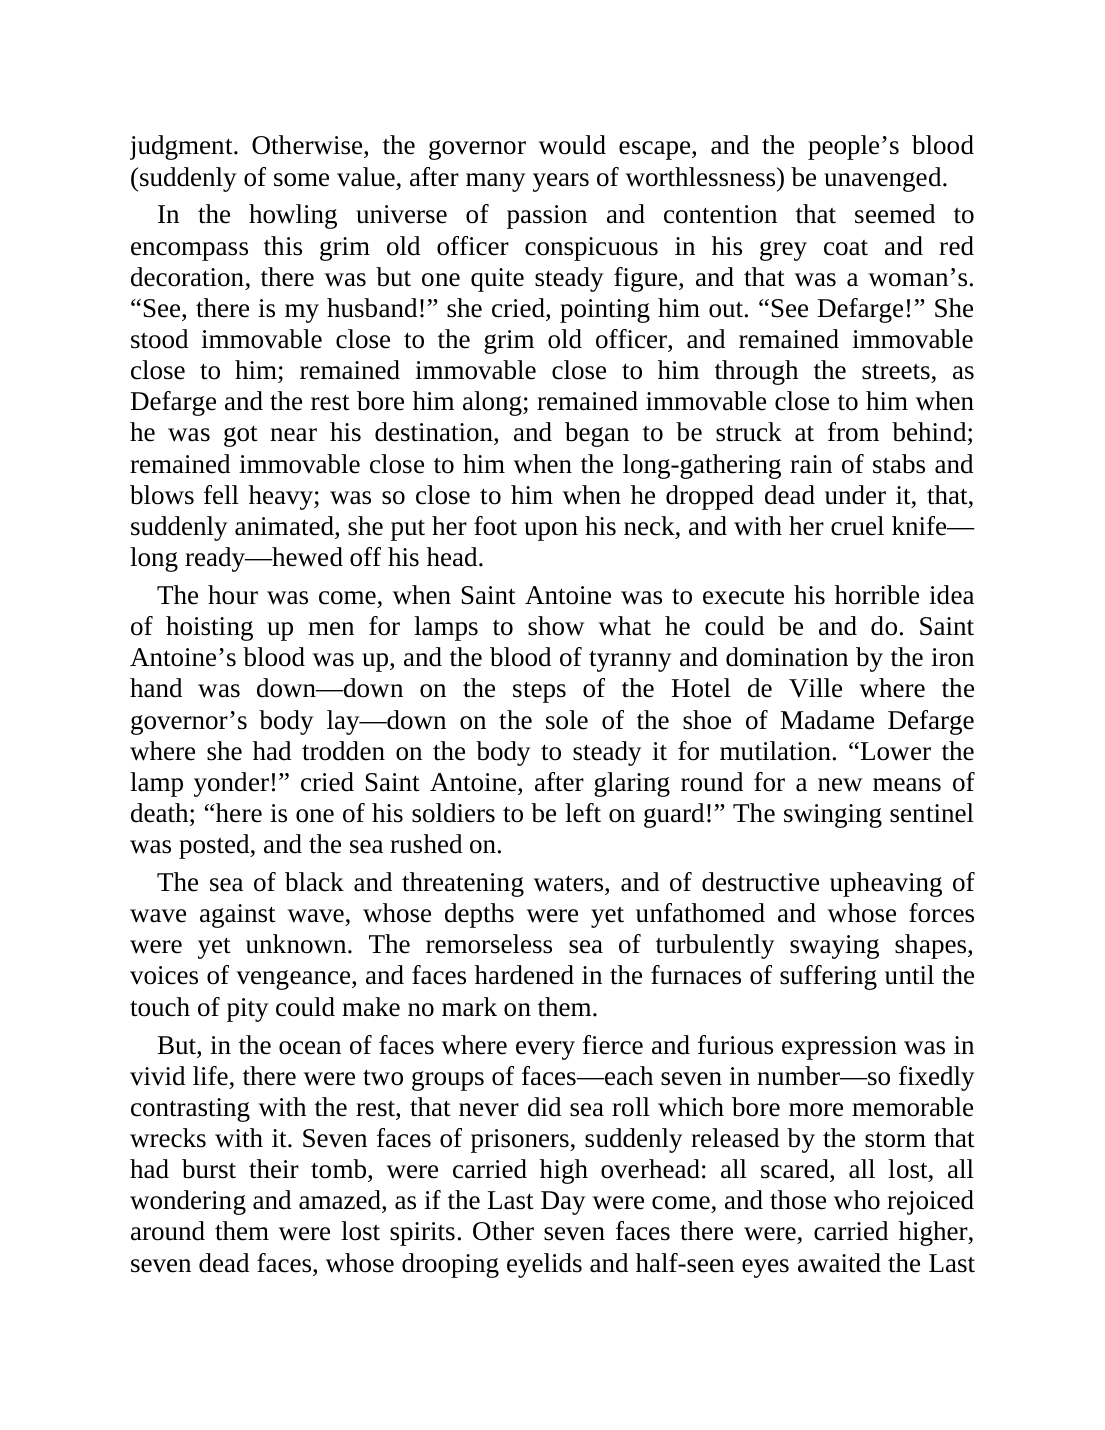 judgment. Otherwise, the governor would escape, and the people’s blood
(suddenly of some value, after many years of worthlessness) be unavenged.
In the howling universe of passion and contention that seemed to
encompass this grim old officer conspicuous in his grey coat and red
decoration, there was but one quite steady figure, and that was a woman’s.
“See, there is my husband!” she cried, pointing him out. “See Defarge!” She
stood immovable close to the grim old officer, and remained immovable
close to him; remained immovable close to him through the streets, as
Defarge and the rest bore him along; remained immovable close to him when
he was got near his destination, and began to be struck at from behind;
remained immovable close to him when the long-gathering rain of stabs and
blows fell heavy; was so close to him when he dropped dead under it, that,
suddenly animated, she put her foot upon his neck, and with her cruel knife—
long ready—hewed off his head.
The hour was come, when Saint Antoine was to execute his horrible idea
of hoisting up men for lamps to show what he could be and do. Saint
Antoine’s blood was up, and the blood of tyranny and domination by the iron
hand was down—down on the steps of the Hotel de Ville where the
governor’s body lay—down on the sole of the shoe of Madame Defarge
where she had trodden on the body to steady it for mutilation. “Lower the
lamp yonder!” cried Saint Antoine, after glaring round for a new means of
death; “here is one of his soldiers to be left on guard!” The swinging sentinel
was posted, and the sea rushed on.
The sea of black and threatening waters, and of destructive upheaving of
wave against wave, whose depths were yet unfathomed and whose forces
were yet unknown. The remorseless sea of turbulently swaying shapes,
voices of vengeance, and faces hardened in the furnaces of suffering until the
touch of pity could make no mark on them.
But, in the ocean of faces where every fierce and furious expression was in
vivid life, there were two groups of faces—each seven in number—so fixedly
contrasting with the rest, that never did sea roll which bore more memorable
wrecks with it. Seven faces of prisoners, suddenly released by the storm that
had burst their tomb, were carried high overhead: all scared, all lost, all
wondering and amazed, as if the Last Day were come, and those who rejoiced
around them were lost spirits. Other seven faces there were, carried higher,
seven dead faces, whose drooping eyelids and half-seen eyes awaited the Last